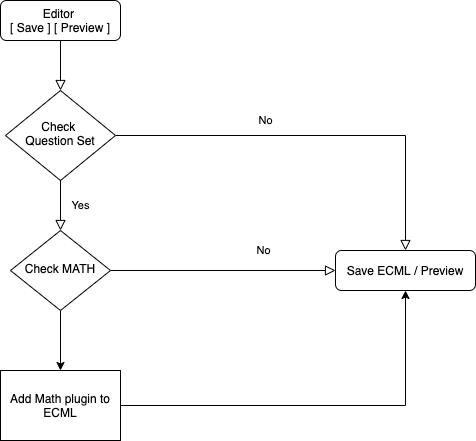 Editor
[ Save ] [ Preview ]
Check
Question Set
No
Yes
Check MATH
No
Save ECML / Preview
Add Math plugin to
ECML